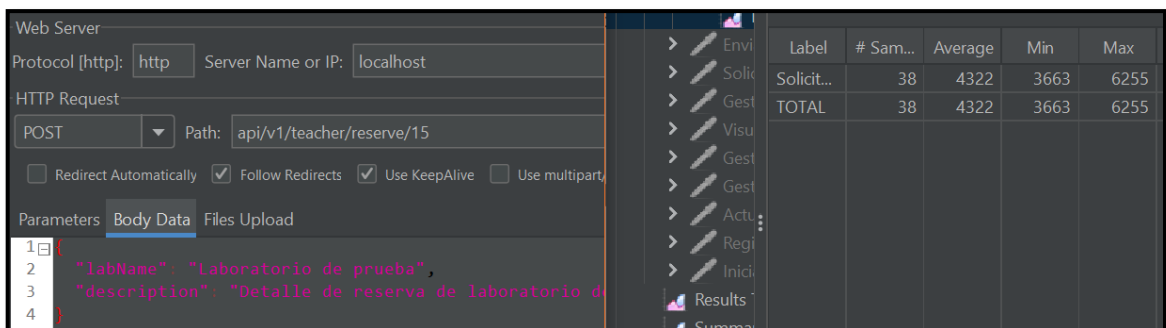 Web Server
Protocol [http]: http Server Name or IP: localhost
HTTP Request
POST Path: api/v1/teacher/reserve/15
Redirect Automatically Follow Redirects Use KeepAlive Use multipart/
Parameters Body Data Files Upload
1 {
2 "labName": "Laboratorio de prueba",
3 "description": "Detalle de reserva de laboratorio de
4 }
Envi
Solic
Gest
Visu
Gest
Gest
Actu
Regi
Inicia
Results T
Summa
Label # Sam... Average Min Max
Solicit... 38 4322 3663 6255
TOTAL 38 4322 3663 6255